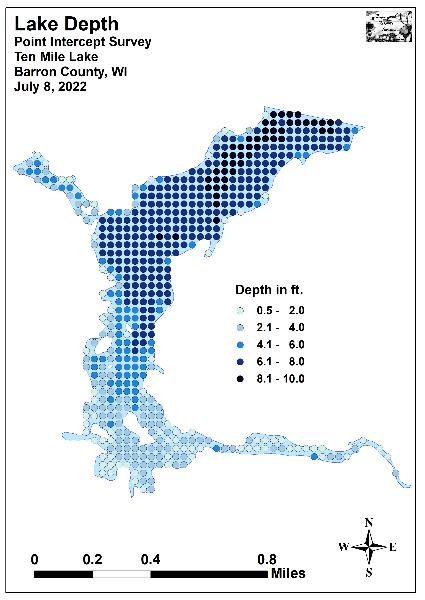 Lake Depth
Point Intercept Survey
Ten Mile Lake
Barron County, WI
July 8, 2022
Depth in ft.
0.5 - 2.0
2.1 - 4.0
4.1 - 6.0
6.1 - 8.0
8.1 - 10.0
N
W E
S
0 0.2 0.4 0.8
Miles